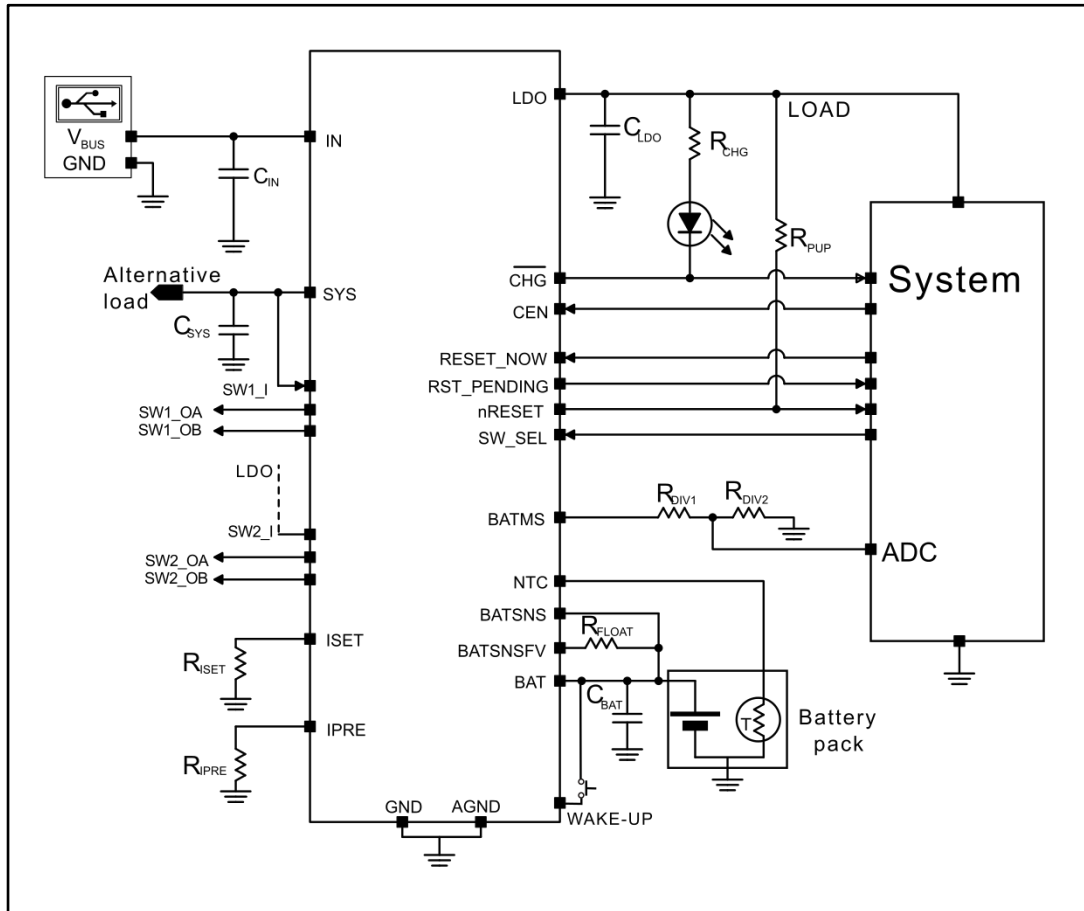 V_BUS
GND
C_IN
IN
Alternative
load
C_SYS
SYS
SW1_I
SW1_OA
SW1_OB
LDO
SW2_I
SW2_OA
SW2_OB
ISET
R_ISET
IPRE
R_IPRE
GND AGND
LDO
C_LDO
R_CHG
LOAD
R_PUP
CHG
CEN
RESET_NOW
RST_PENDING
nRESET
SW_SEL
BATMS
R_DIV1
R_DIV2
NTC
BATSNS
BATSNSFV
R_FLOAT
BAT
C_BAT
WAKE-UP
T
Battery
pack
System
ADC